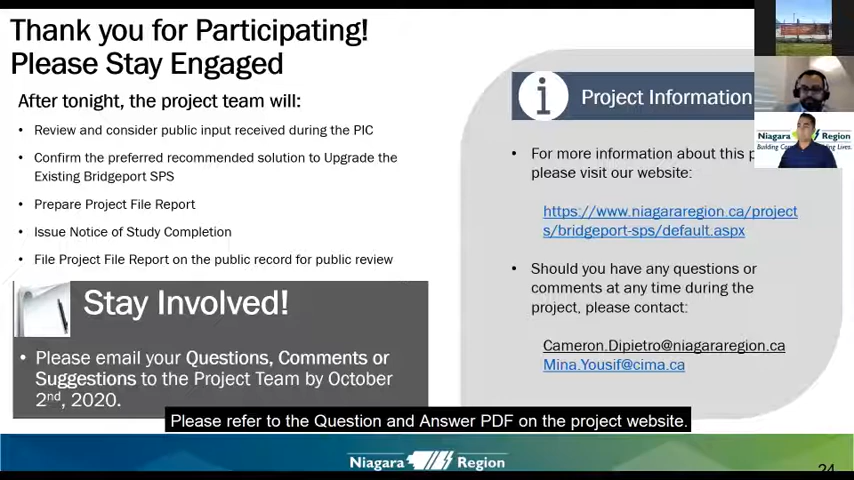 Thank you for Participating!
Please Stay Engaged
After tonight, the project team will:
• Review and consider public input received during the PIC
• Confirm the preferred recommended solution to Upgrade the
Existing Bridgeport SPS
• Prepare Project File Report
• Issue Notice of Study Completion
• File Project File Report on the public record for public review
Stay Involved!
• Please email your Questions, Comments or
Suggestions to the Project Team by October
2nd, 2020.
i Project Information
• For more information about this p
please visit our website:
https://www.niagararegion.ca/project
s/bridgeport-sps/default.aspx
• Should you have any questions or
comments at any time during the
project, please contact:
Cameron.Dipietro@niagararegion.ca
Mina.Yousif@cima.ca
Niagara Region
Please refer to the Question and Answer PDF on the project website.
Niagara Region
24